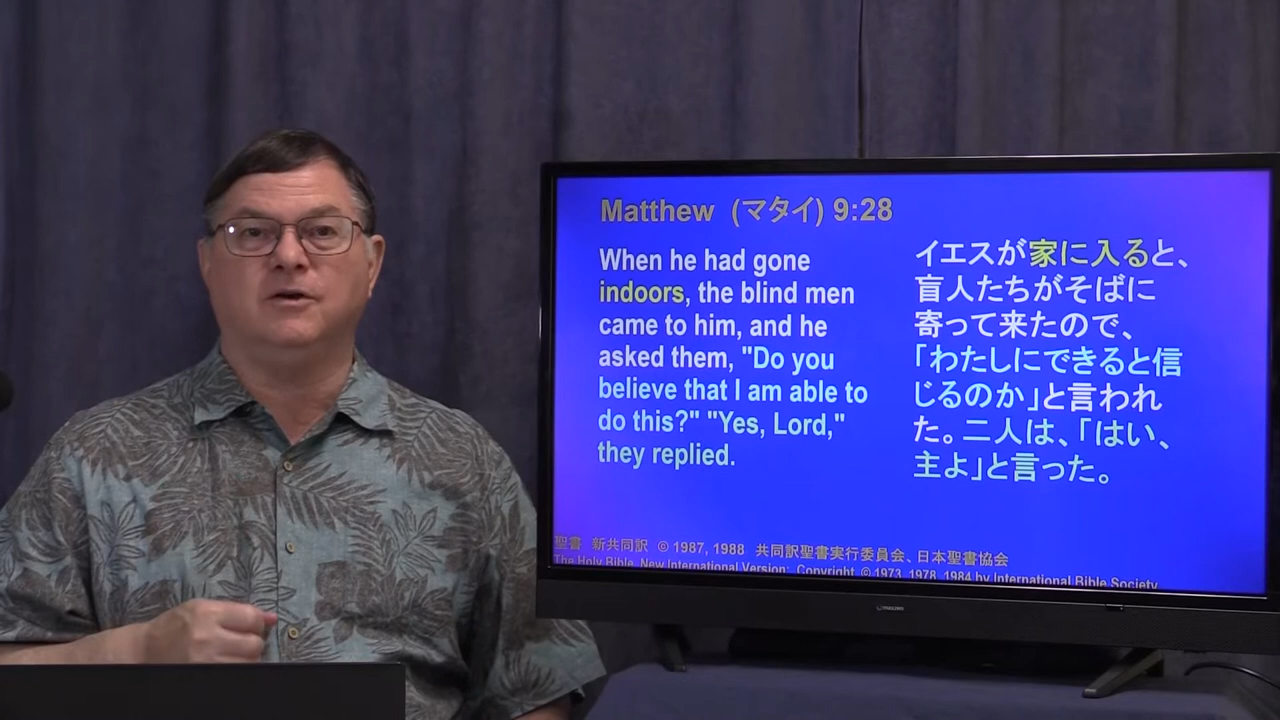 Matthew (マタイ) 9:28
When he had gone
indoors, the blind men
came to him, and he
asked them, "Do you
believe that I am able to
do this?" "Yes, Lord,"
they replied.
イエスが家に入ると、
盲人たちがそばに
寄って来たので、
「わたしにできると信
じるのか」と言われ
た。二人は、「はい、
主よ」と言った。
聖書 新共同訳 © 1987, 1988 共同訳聖書実行委員会、日本聖書協会
The Holy Bible, New International Version; Copyright © 1973, 1978, 1984 by International Bible Society